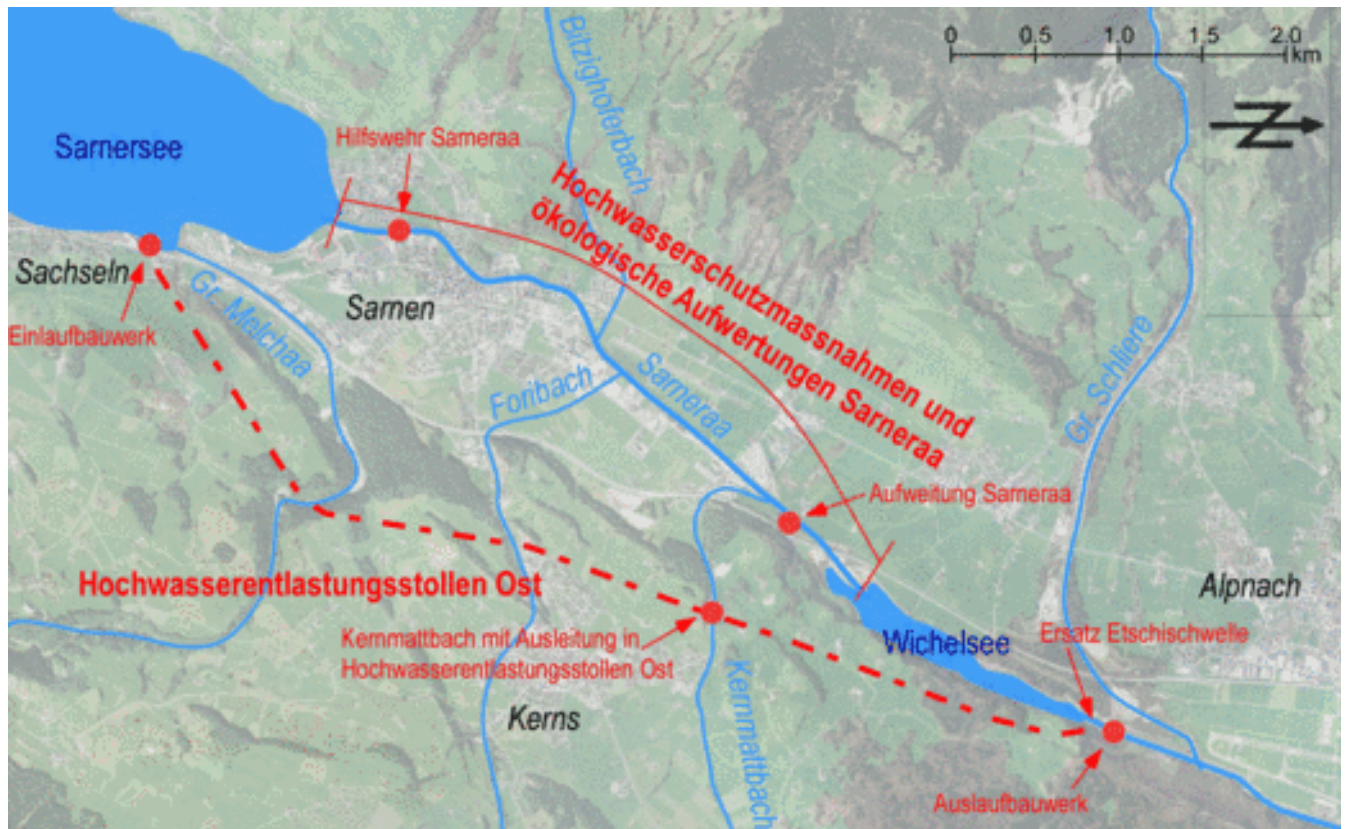 0 0.5 1.0 1.5 2.0
km
N
Bitzighoferbach
Hilfswehr Sarneraa
Sarnersee
Hochwasserschutzmassnahmen und
ökologische Aufwertungen Sarneraa
Sachseln
Gr. Melchaa
Sarnen
Einlaufbauwerk
Foribach
Sarneraa
Gr. Schliere
Aufweitung Sarneraa
Hochwasserentlastungsstollen Ost
Alpnach
Kernmattbach mit Ausleitung in
Hochwasserentlastungsstollen Ost
Wichelsee
Ersatz Etschischwelle
Kerns
Kernmattbach
Auslaufbauwerk